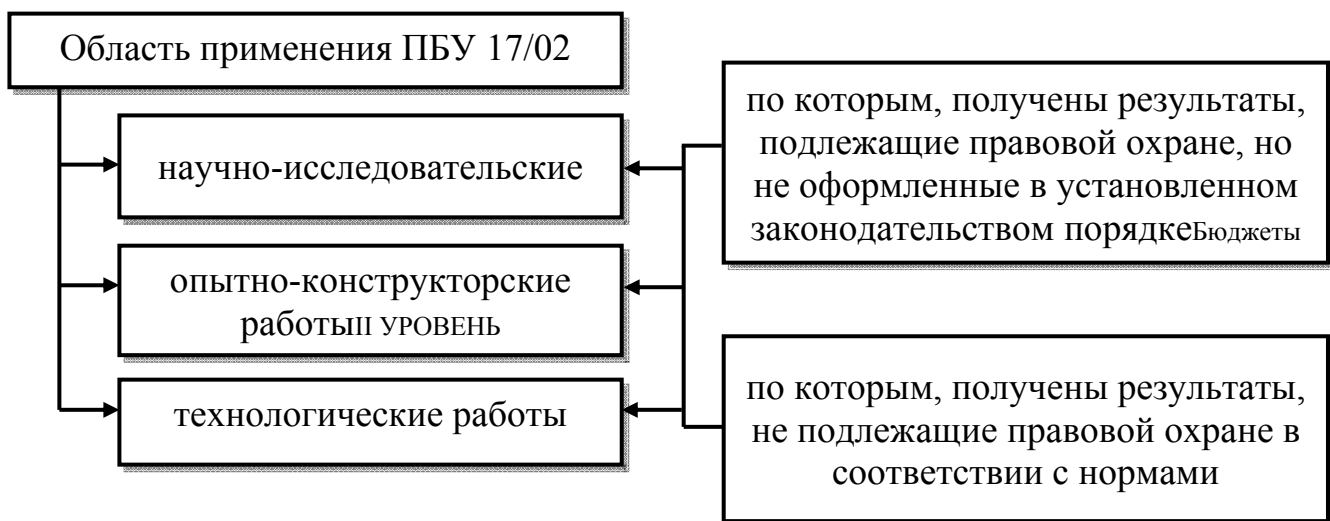 Область применения ПБУ 17/02
научно-исследовательские
опытно-конструкторские
работыII УРОВЕНЬ
технологические работы
по которым, получены результаты,
подлежащие правовой охране, но
не оформленные в установленном
законодательством порядкеБюджеты
по которым, получены результаты,
не подлежащие правовой охране в
соответствии с нормами